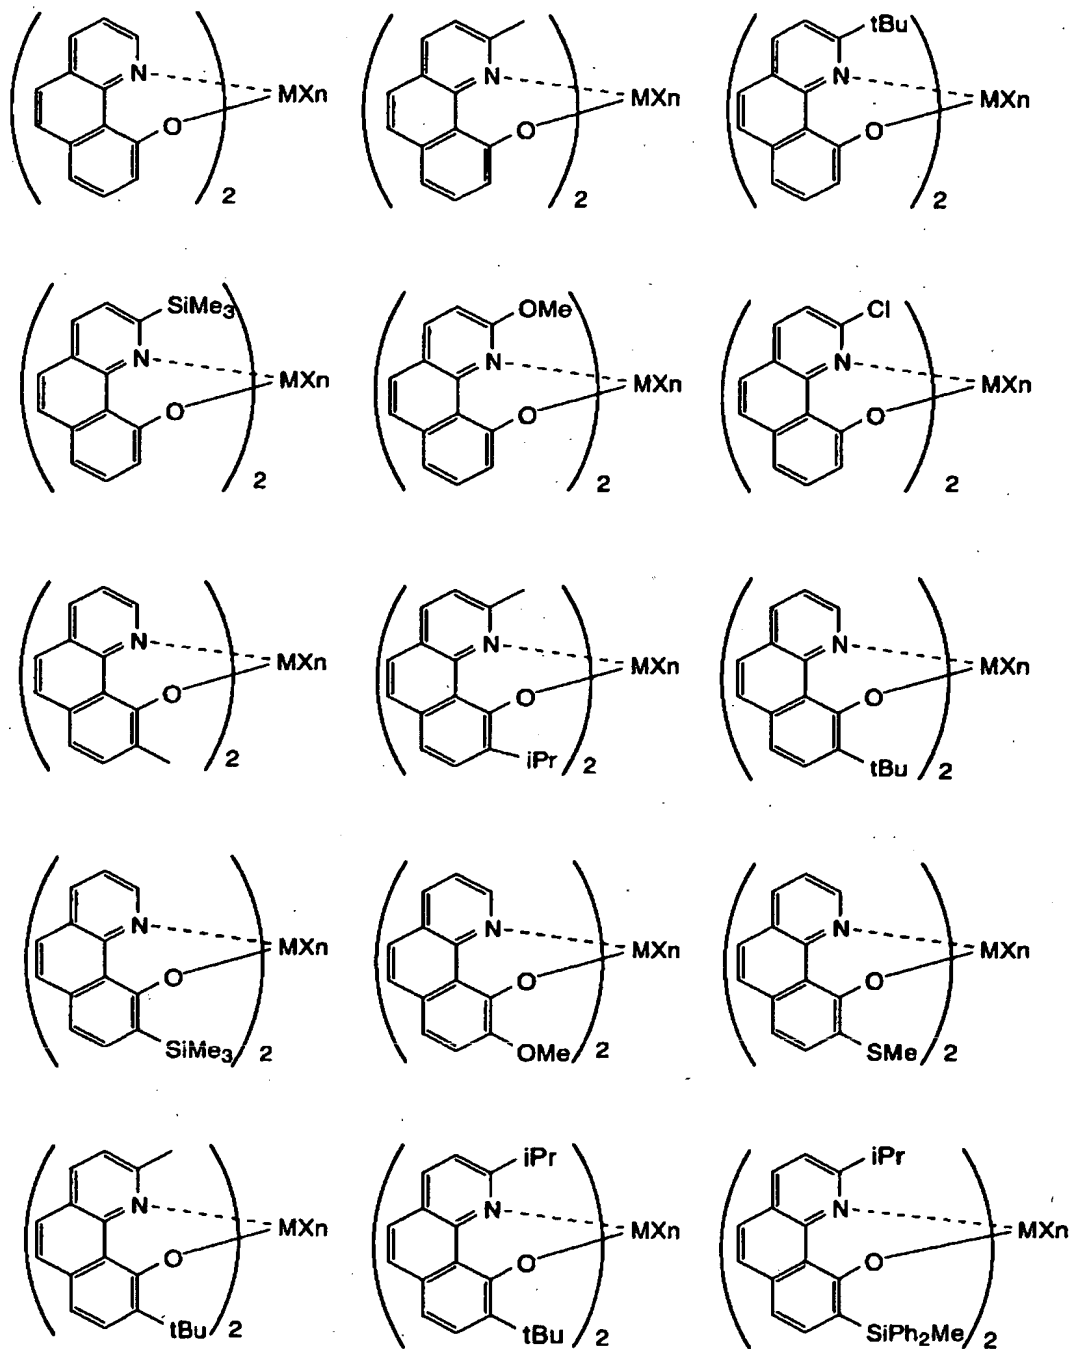 N O MXn 2 N O MXn 2 tBu N O MXn 2
SiMe3 N O MXn 2 OMe N O MXn 2 Cl N O MXn 2
N O MXn 2 N O MXn iPr 2 N O MXn tBu 2
N O MXn SiMe3 2 N O MXn OMe 2 N O MXn SMe 2
N O MXn tBu 2 iPr N O MXn tBu 2 iPr N O MXn SiPh2Me 2